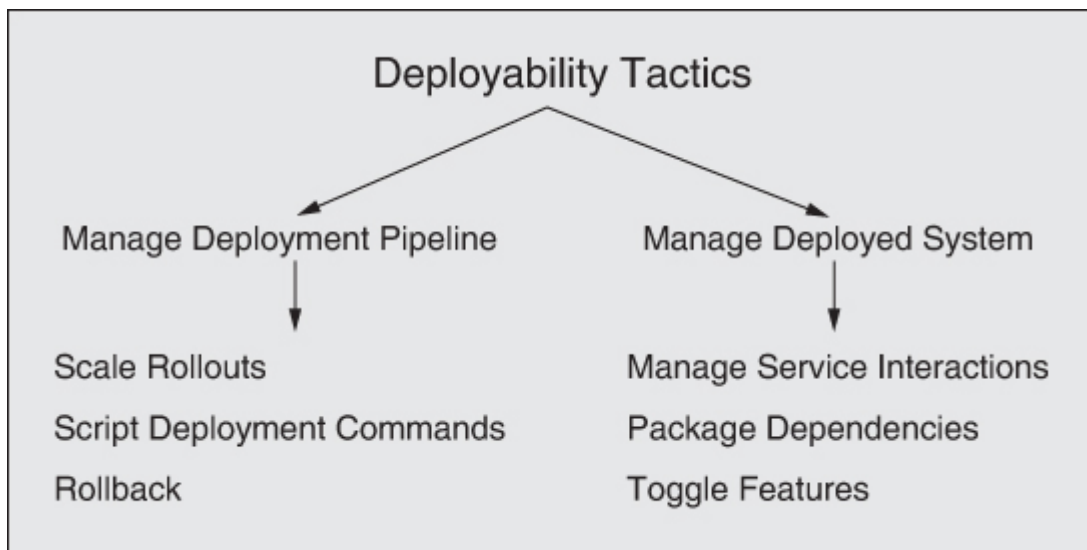 Deployability Tactics
Manage Deployment Pipeline
Scale Rollouts
Script Deployment Commands
Rollback
Manage Deployed System
Manage Service Interactions
Package Dependencies
Toggle Features